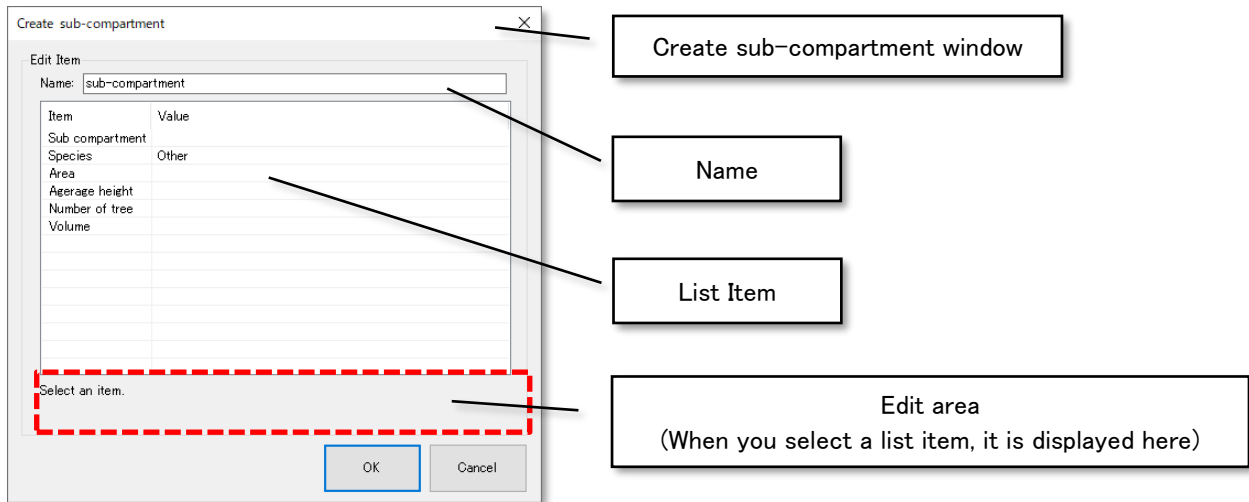 Create sub-compartment
Edit Item
Name: sub-compartment
Item Value
Sub compartment
Species Other
Area
Agerage height
Number of tree
Volume
Select an item.
OK Cancel
Create sub-compartment window
Name
List Item
Edit area
(When you select a list item, it is displayed here)